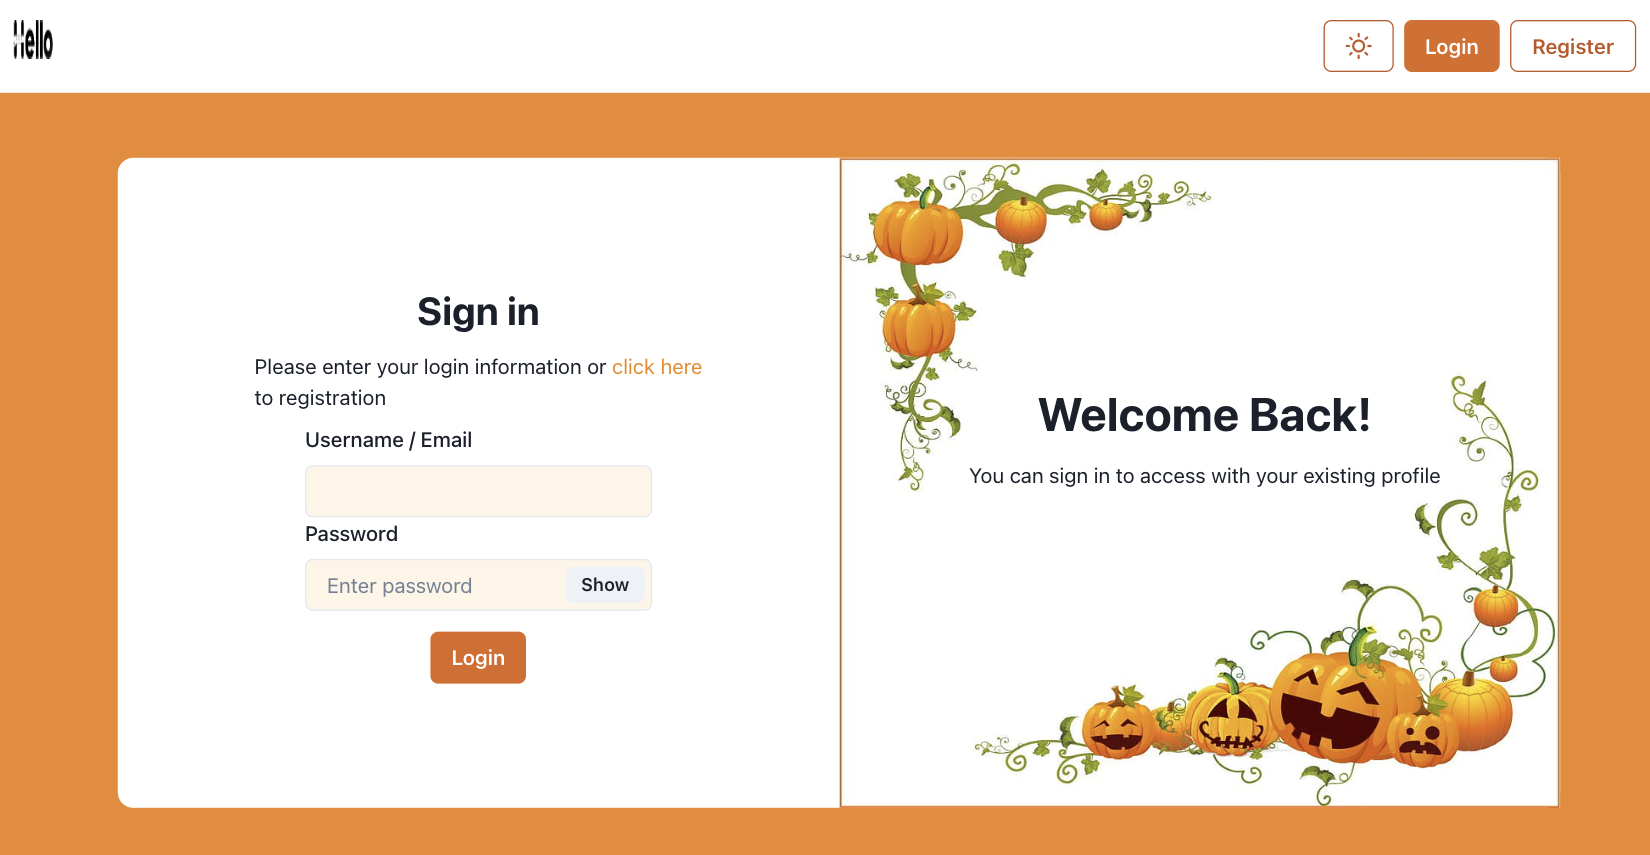 Hello
Login
Register
Sign in
Please enter your login information or click here
to registration
Username / Email
Password
Enter password
Show
Login
Welcome Back!
You can sign in to access with your existing profile